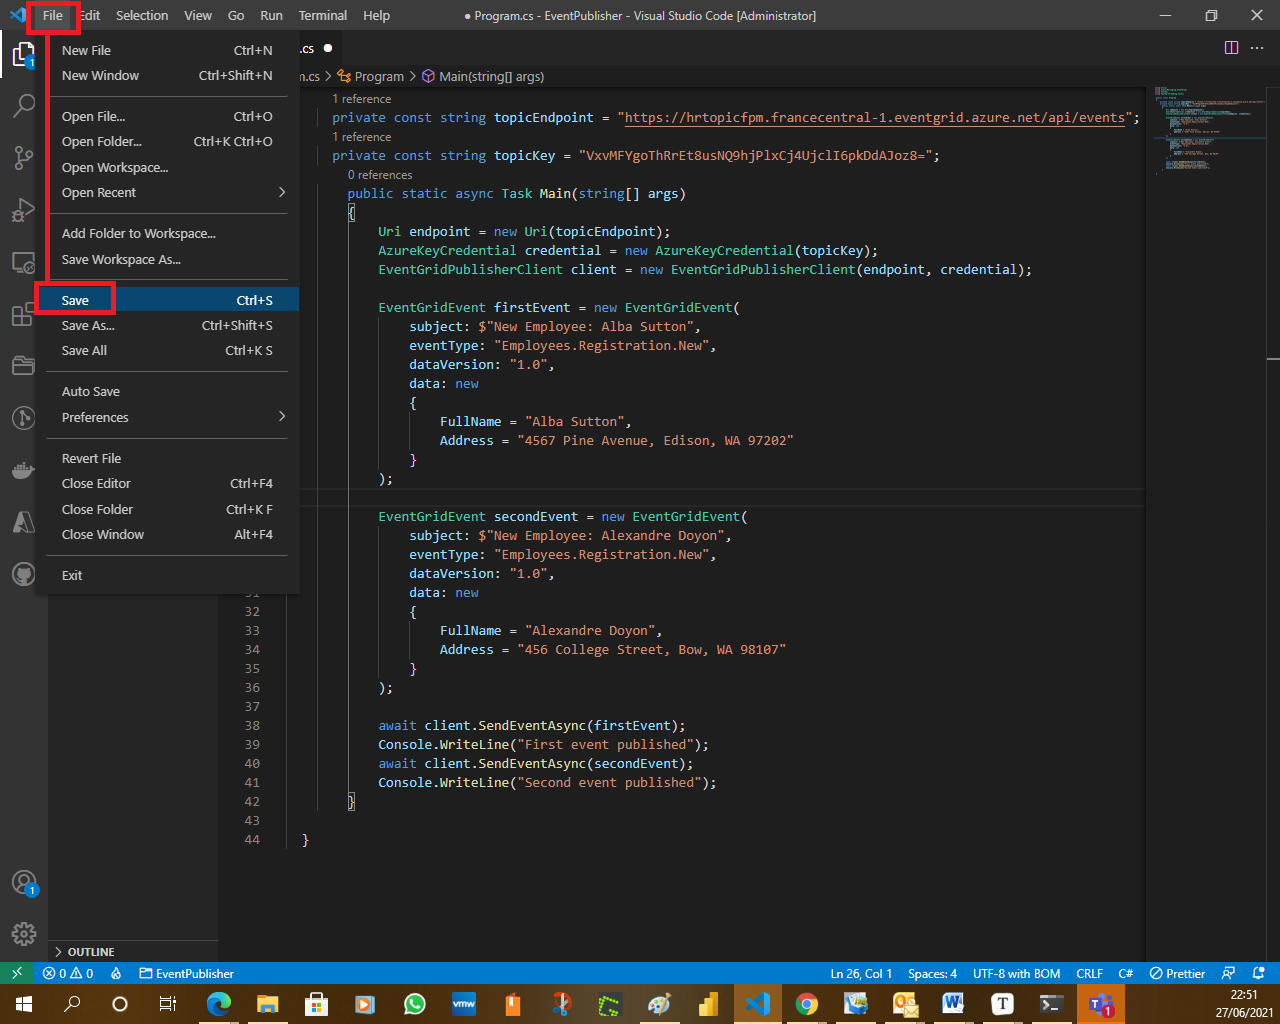 File Edit Selection View Go Run Terminal Help
● Program.cs - EventPublisher - Visual Studio Code [Administrator]
New File Ctrl+N
New Window Ctrl+Shift+N
Open File... Ctrl+O
Open Folder... Ctrl+K Ctrl+O
Open Workspace...
Open Recent
Add Folder to Workspace...
Save Workspace As...
Save Ctrl+S
Save As... Ctrl+Shift+S
Save All Ctrl+K S
Auto Save
Preferences
Revert File
Close Editor Ctrl+F4
Close Folder Ctrl+K F
Close Window Alt+F4
Exit
.cs
m.cs > Program > Main(string[] args)
1 reference
private const string topicEndpoint = "https://hrtopicfpm.francecentral-1.eventgrid.azure.net/api/events";
1 reference
private const string topicKey = "VxvMFYgoThRrEt8usNQ9hjPlxCj4UjclI6pkDdAJoz8=";
0 references
public static async Task Main(string[] args)
{
Uri endpoint = new Uri(topicEndpoint);
AzureKeyCredential credential = new AzureKeyCredential(topicKey);
EventGridPublisherClient client = new EventGridPublisherClient(endpoint, credential);
EventGridEvent firstEvent = new EventGridEvent(
subject: $"New Employee: Alba Sutton",
eventType: "Employees.Registration.New",
dataVersion: "1.0",
data: new
{
FullName = "Alba Sutton",
Address = "4567 Pine Avenue, Edison, WA 97202"
}
);
EventGridEvent secondEvent = new EventGridEvent(
subject: $"New Employee: Alexandre Doyon",
eventType: "Employees.Registration.New",
dataVersion: "1.0",
31 data: new
32 {
33 FullName = "Alexandre Doyon",
34 Address = "456 College Street, Bow, WA 98107"
35 }
36 );
37
38 await client.SendEventAsync(firstEvent);
39 Console.WriteLine("First event published");
40 await client.SendEventAsync(secondEvent);
41 Console.WriteLine("Second event published");
42 }
43
44 }
1
1
OUTLINE
0 0 EventPublisher
Ln 26, Col 1 Spaces: 4 UTF-8 with BOM CRLF C# Prettier
vmw
1
22:51
27/06/2021